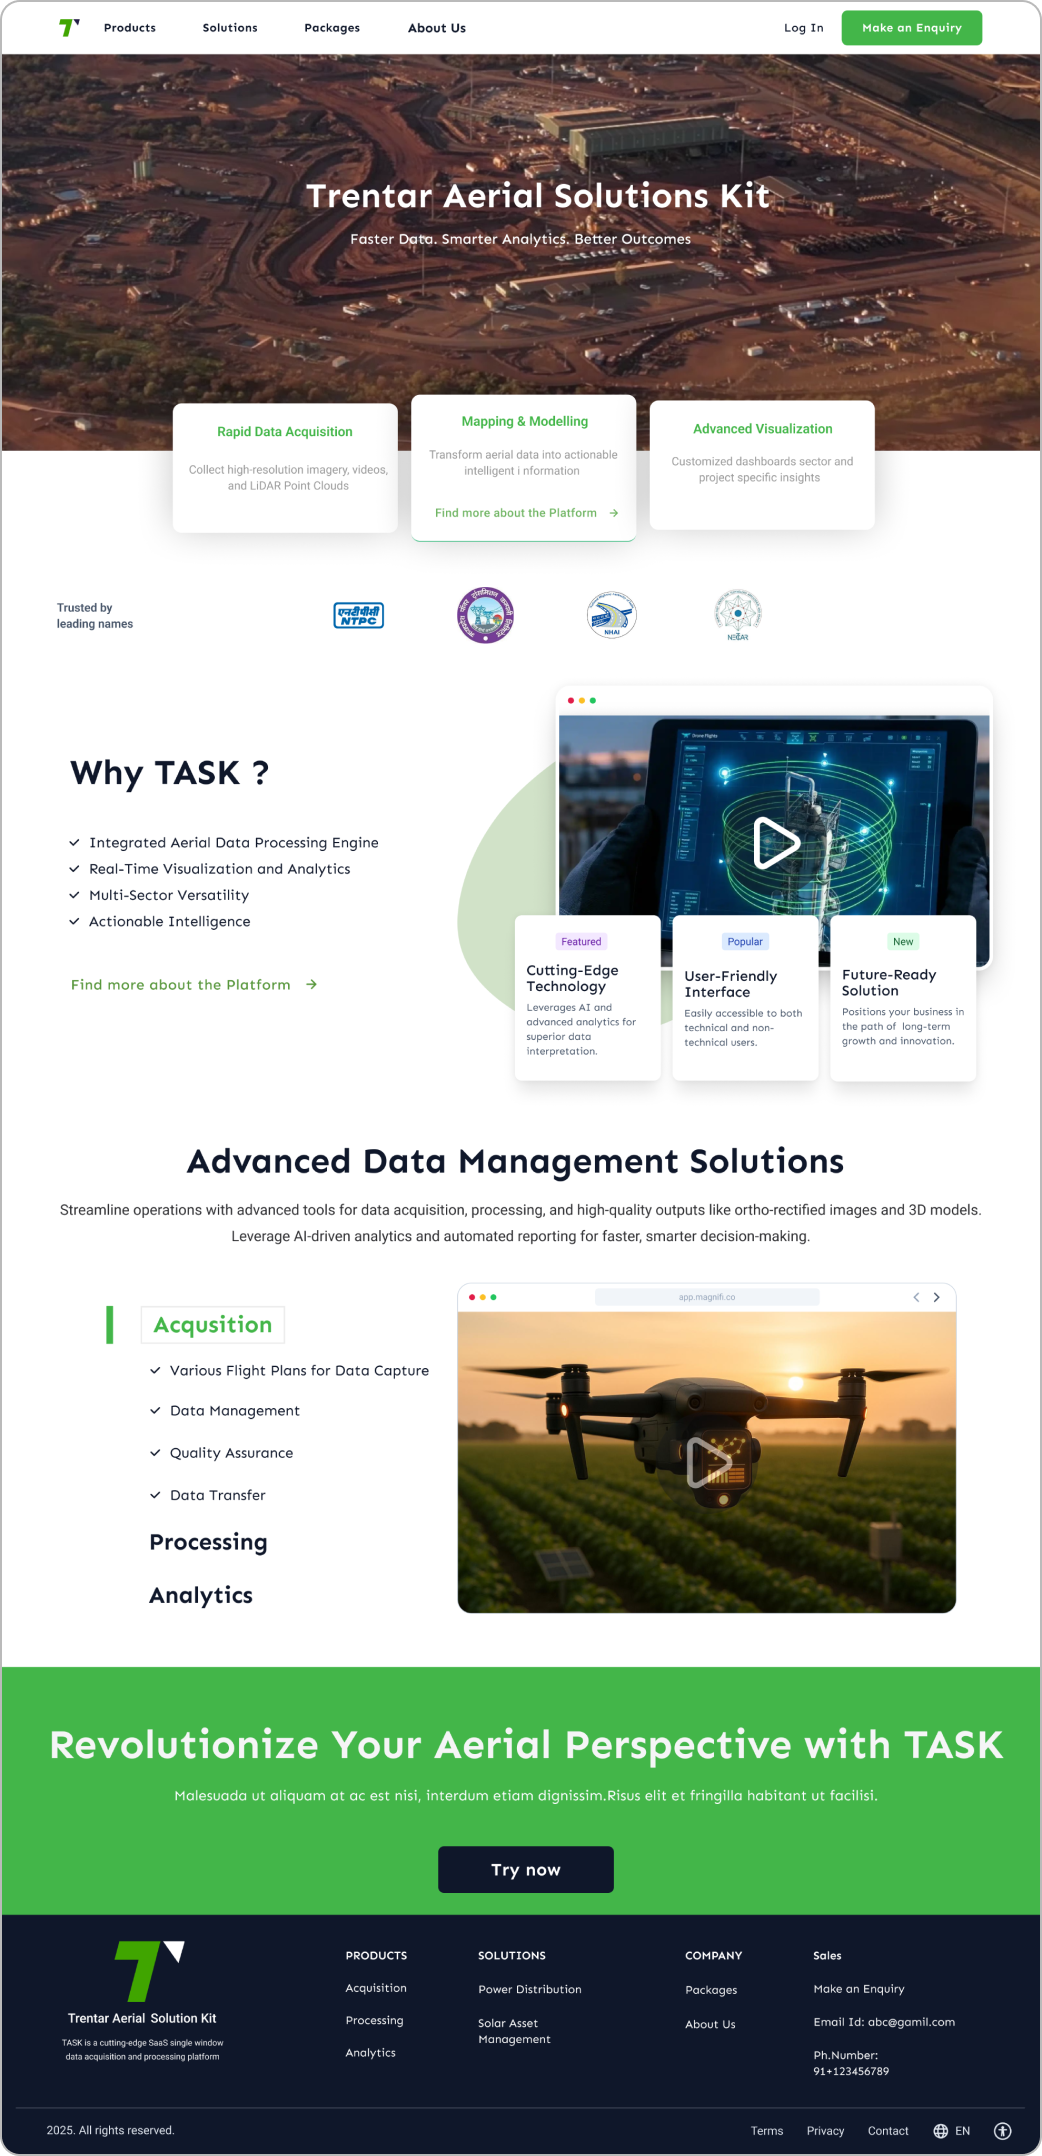 Products
Solutions
Packages
About Us
Log In
Make an Enquiry
Trentar Aerial Solutions Kit
Faster Data. Smarter Analytics. Better Outcomes
Rapid Data Acquisition
Collect high-resolution imagery, videos,
and LiDAR Point Clouds
Mapping & Modelling
Transform aerial data into actionable
intelligent i nformation
Find more about the Platform
Advanced Visualization
Customized dashboards sector and
project specific insights
Trusted by
leading names
एनटीपीसी
NTPC
NHAI
Why TASK ?
Integrated Aerial Data Processing Engine
Real-Time Visualization and Analytics
Multi-Sector Versatility
Actionable Intelligence
Find more about the Platform
Drone Flights
Featured
Cutting-Edge
Technology
Leverages AI and
advanced analytics for
superior data
interpretation.
Popular
User-Friendly
Interface
Easily accessible to both
technical and non-
technical users.
New
Future-Ready
Solution
Positions your business in
the path of long-term
growth and innovation.
Advanced Data Management Solutions
Streamline operations with advanced tools for data acquisition, processing, and high-quality outputs like ortho-rectified images and 3D models.
Leverage AI-driven analytics and automated reporting for faster, smarter decision-making.
Acqusition
Various Flight Plans for Data Capture
Data Management
Quality Assurance
Data Transfer
Processing
Analytics
app.magnifi.co
Revolutionize Your Aerial Perspective with TASK
Malesuada ut aliquam at ac est nisi, interdum etiam dignissim.Risus elit et fringilla habitant ut facilisi.
Try now
Trentar Aerial Solution Kit
TASK is a cutting-edge SaaS single window
data acquisition and processing platform
PRODUCTS
Acquisition
Processing
Analytics
SOLUTIONS
Power Distribution
Solar Asset
Management
COMPANY
Packages
About Us
Sales
Make an Enquiry
Email Id: abc@gamil.com
Ph.Number:
91+123456789
2025. All rights reserved.
Terms
Privacy
Contact
EN